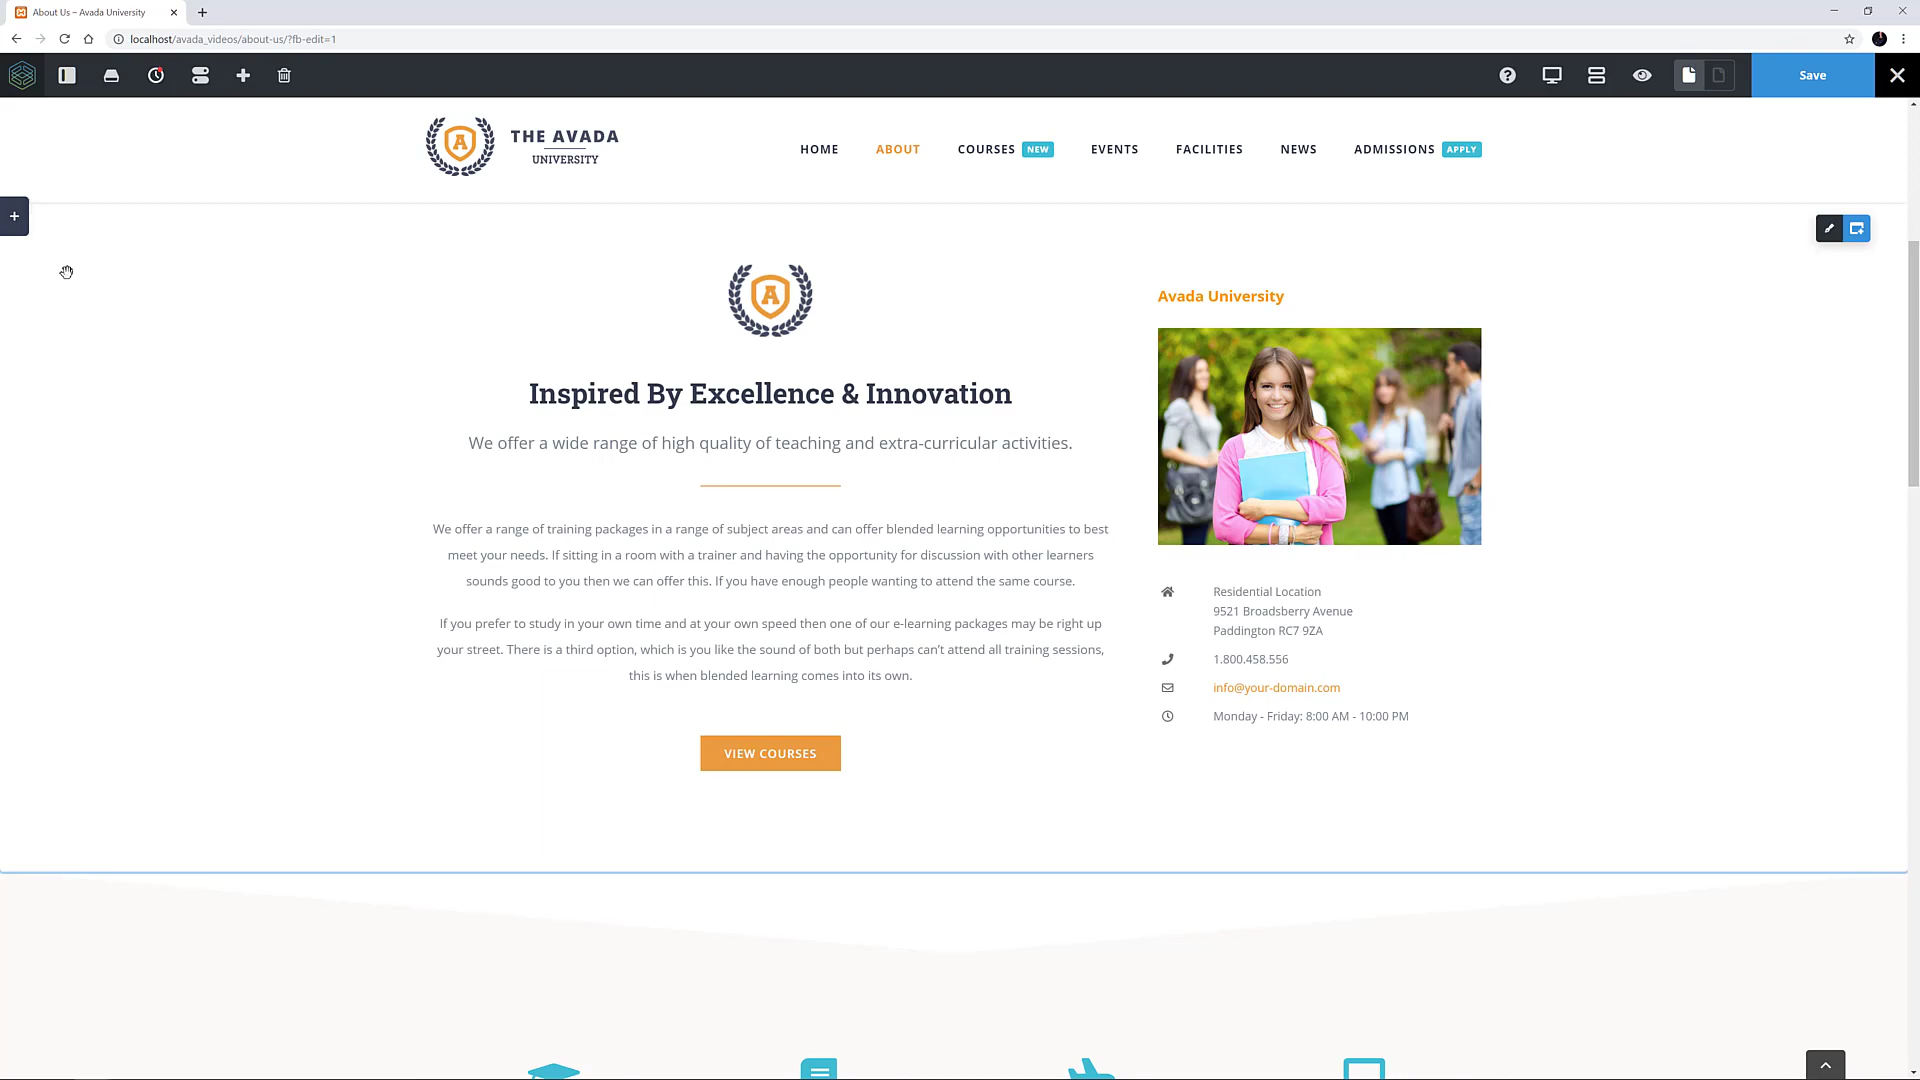 About Us – Avada University
localhost/avada_videos/about-us/?fb-edit=1
Save
THE AVADA
UNIVERSITY
HOME
ABOUT
COURSES NEW
EVENTS
FACILITIES
NEWS
ADMISSIONS APPLY
A
A
Inspired By Excellence & Innovation
We offer a wide range of high quality of teaching and extra-curricular activities.
We offer a range of training packages in a range of subject areas and can offer blended learning opportunities to best
meet your needs. If sitting in a room with a trainer and having the opportunity for discussion with other learners
sounds good to you then we can offer this. If you have enough people wanting to attend the same course.
If you prefer to study in your own time and at your own speed then one of our e-learning packages may be right up
your street. There is a third option, which is you like the sound of both but perhaps can't attend all training sessions,
this is when blended learning comes into its own.
VIEW COURSES
Avada University
Residential Location
9521 Broadsberry Avenue
Paddington RC7 9ZA
1.800.458.556
info@your-domain.com
Monday - Friday: 8:00 AM - 10:00 PM